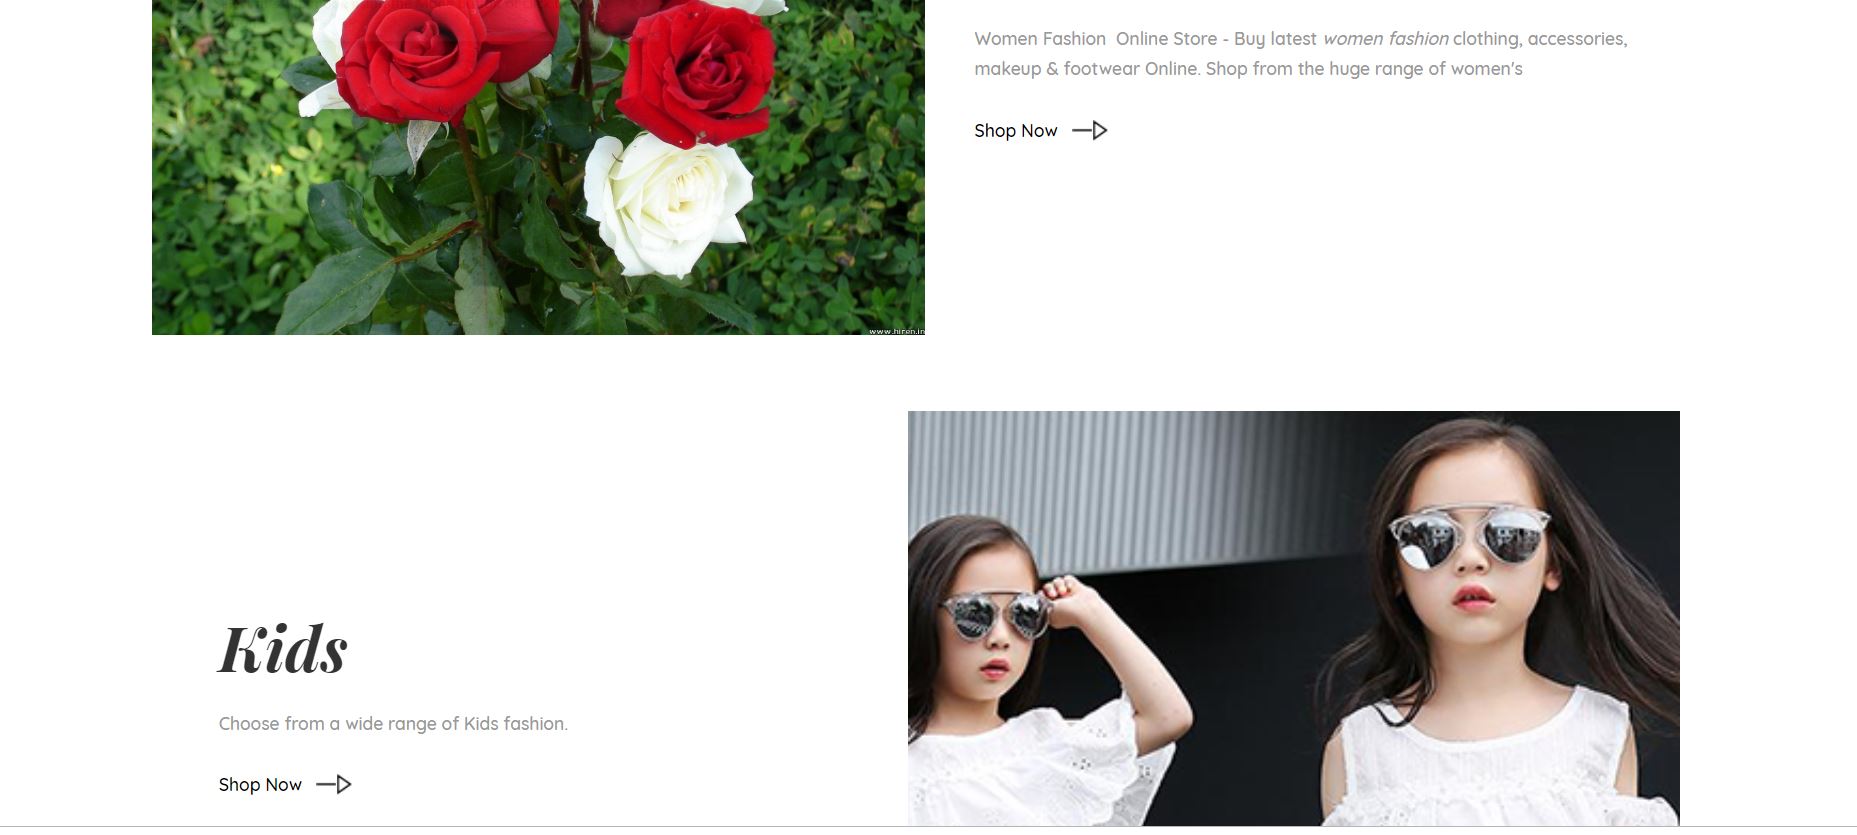 Women Fashion  Online Store - Buy latest women fashion clothing, accessories,
makeup & footwear Online. Shop from the huge range of women's
Shop Now
www.hiren.in
Kids
Choose from a wide range of Kids fashion.
Shop Now